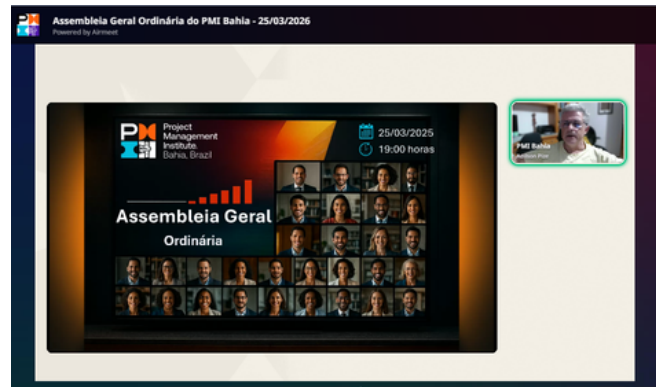 Assembleia Geral Ordinária do PMI Bahia - 25/03/2026
Powered by Airmeet
Project
Management
Institute.
Bahia, Brazil
25/03/2025
19:00 horas
Assembleia Geral
Ordinária
PMI Bahia